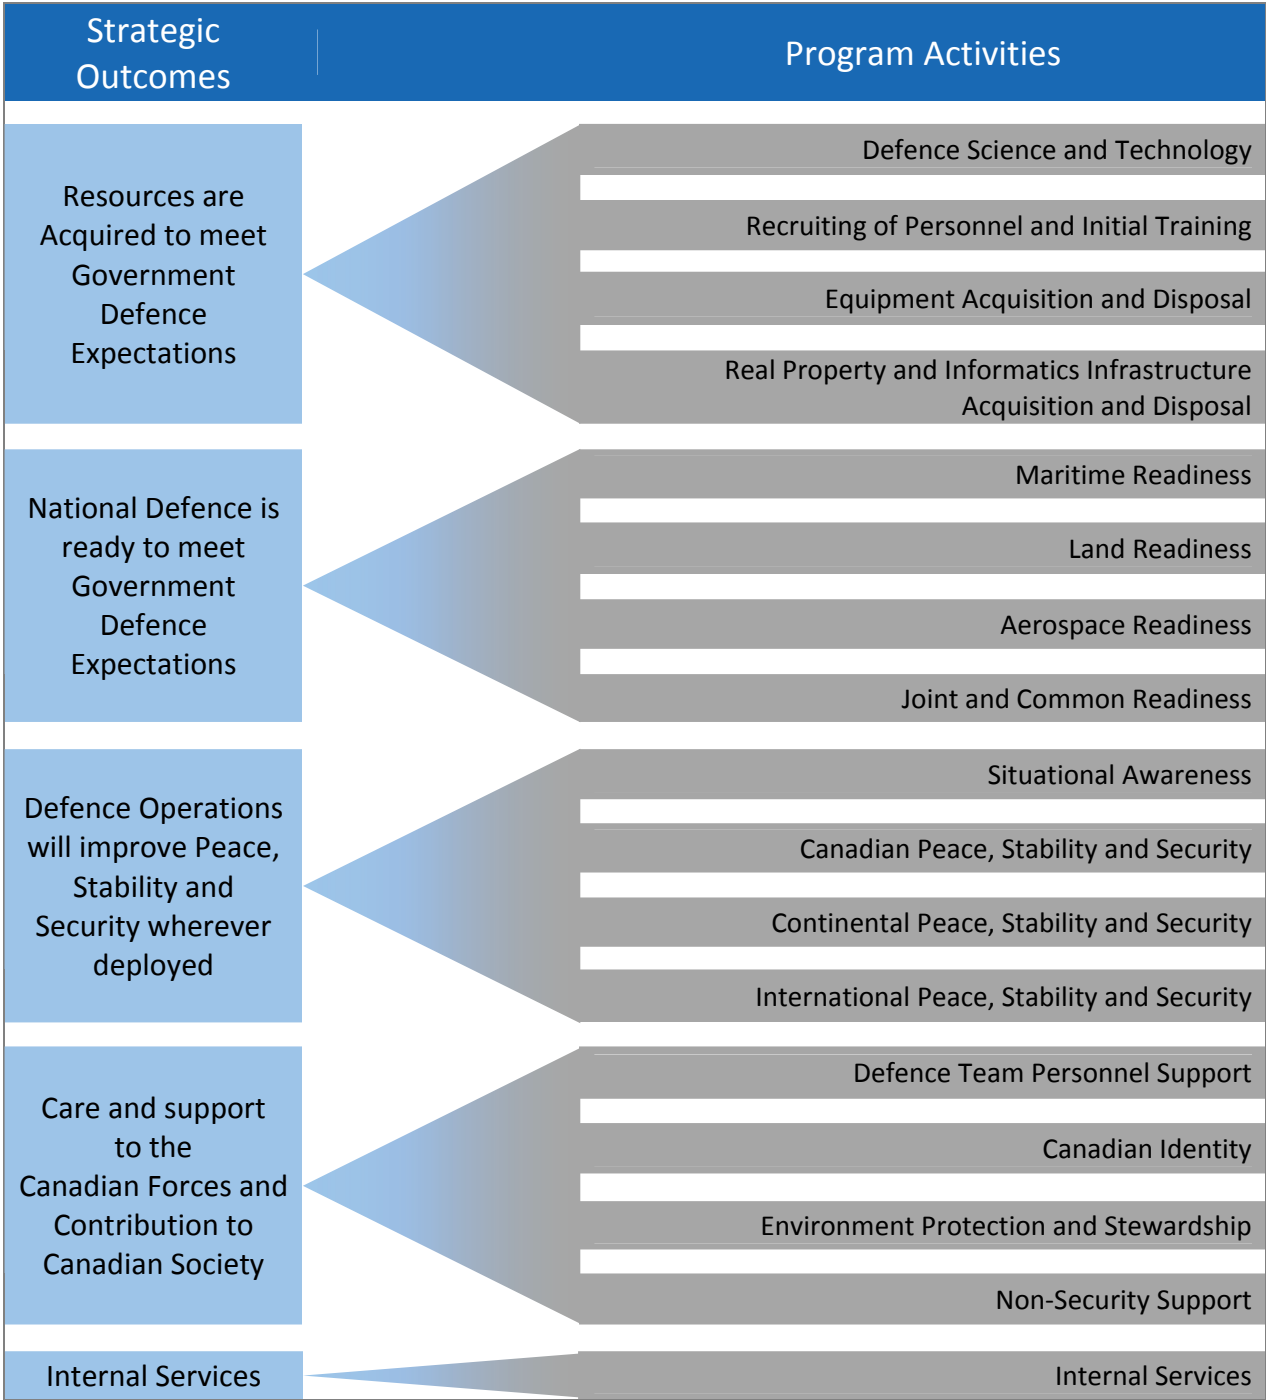 Strategic
Outcomes
Program Activities
Resources are
Acquired to meet
Government
Defence
Expectations
Defence Science and Technology
Recruiting of Personnel and Initial Training
Equipment Acquisition and Disposal
Real Property and Informatics Infrastructure
Acquisition and Disposal
National Defence is
ready to meet
Government
Defence
Expectations
Maritime Readiness
Land Readiness
Aerospace Readiness
Joint and Common Readiness
Defence Operations
will improve Peace,
Stability and
Security wherever
deployed
Situational Awareness
Canadian Peace, Stability and Security
Continental Peace, Stability and Security
International Peace, Stability and Security
Care and support
to the
Canadian Forces and
Contribution to
Canadian Society
Defence Team Personnel Support
Canadian Identity
Environment Protection and Stewardship
Non-Security Support
Internal Services
Internal Services